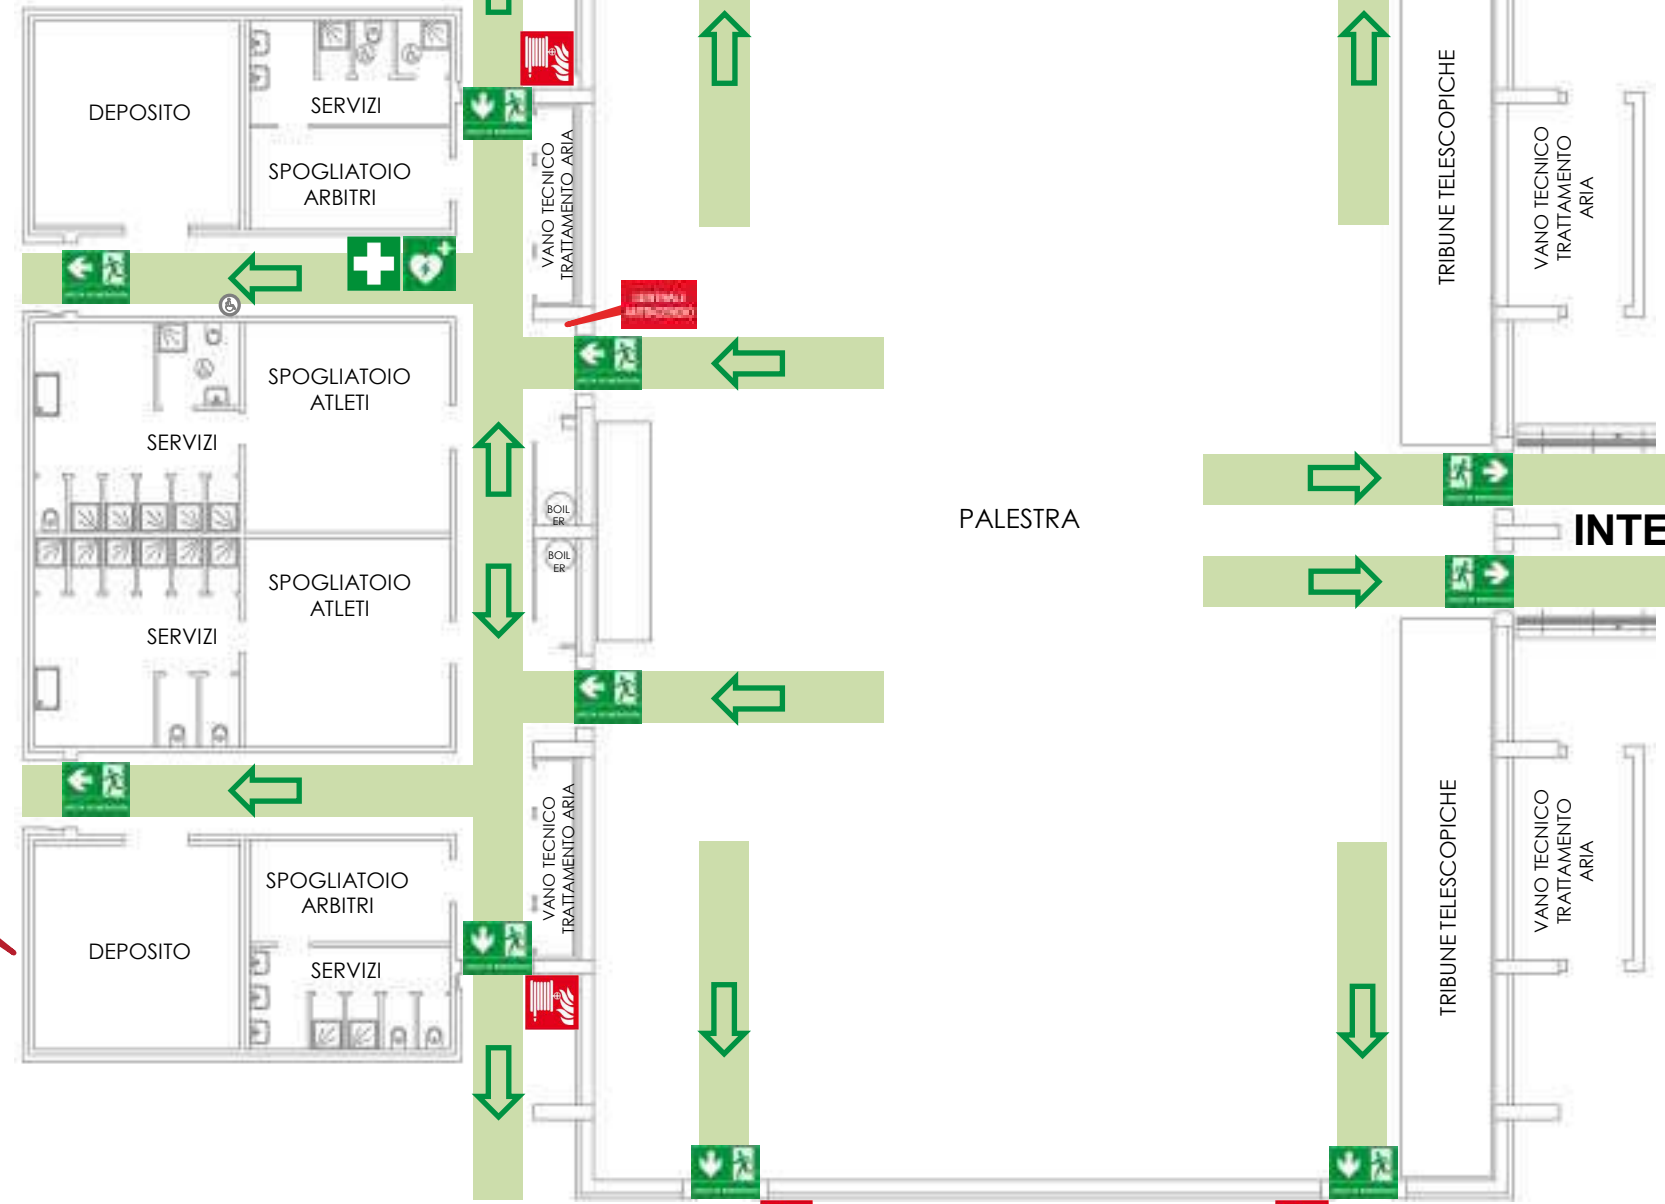 DEPOSITO
SERVIZI
SPOGLIATOIO
ARBITRI
VANO TECNICO
TRATTAMENTO ARIA
TRIBUNE TELESCOPICHE
VANO TECNICO
TRATTAMENTO
ARIA
SPOGLIATOIO
ATLETI
SERVIZI
BOIL
ER
BOIL
ER
PALESTRA
INTE
SPOGLIATOIO
ATLETI
SERVIZI
VANO TECNICO
TRATTAMENTO ARIA
TRIBUNE TELESCOPICHE
VANO TECNICO
TRATTAMENTO
ARIA
SPOGLIATOIO
ARBITRI
DEPOSITO
SERVIZI